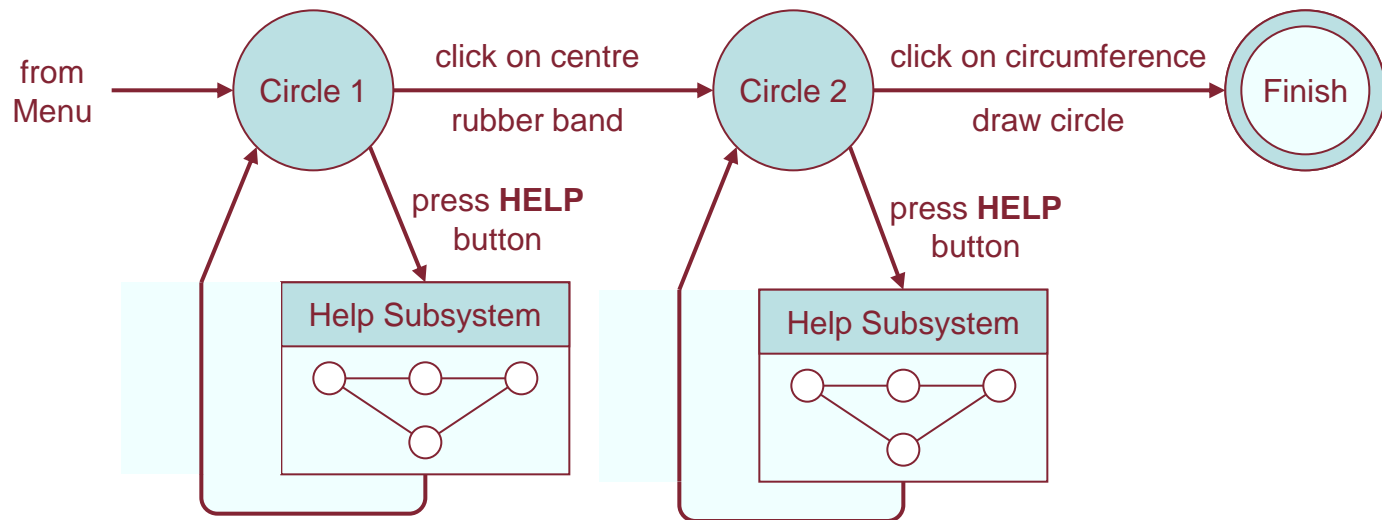 from
Menu
Circle 1
click on centre
rubber band
Circle 2
click on circumference
draw circle
Finish
press HELP
button
press HELP
button
Help Subsystem
Help Subsystem